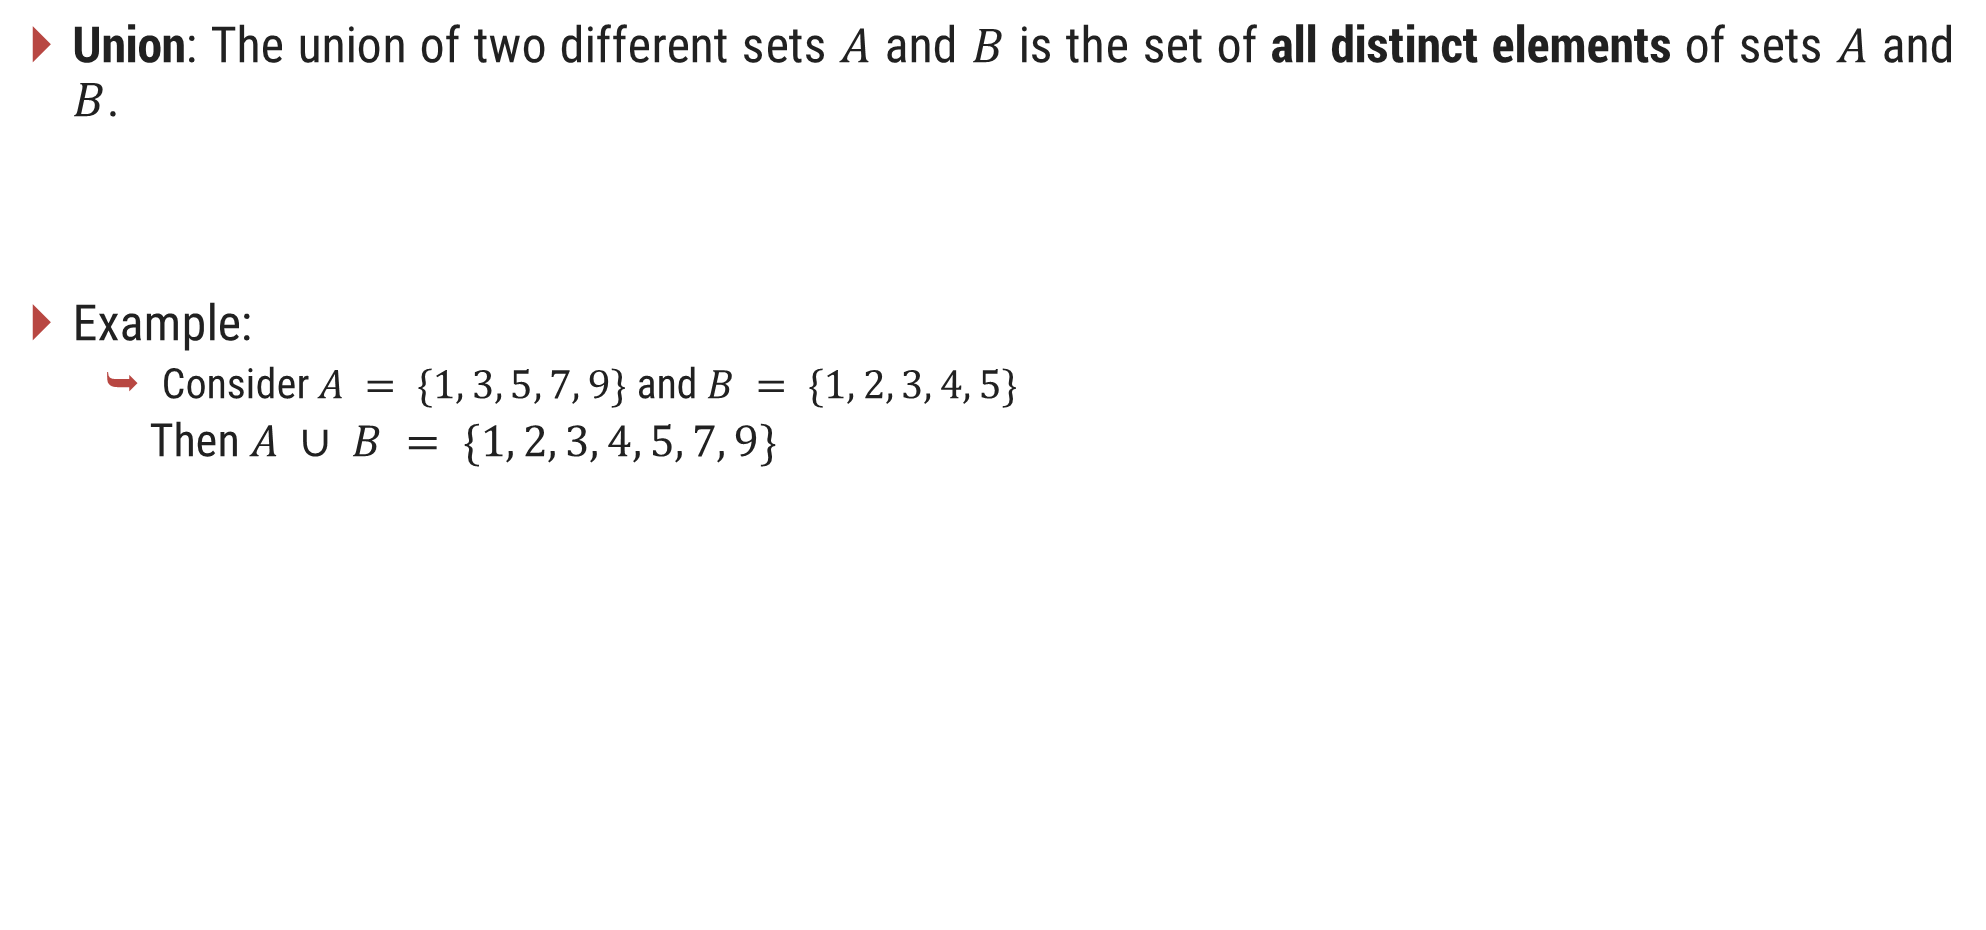 Union: The union of two different sets A and B is the set of all distinct elements of sets A and
B.
Example:
Consider A = {1, 3, 5, 7, 9} and B = {1, 2, 3, 4, 5}
Then A ∪ B = {1, 2, 3, 4, 5, 7, 9}